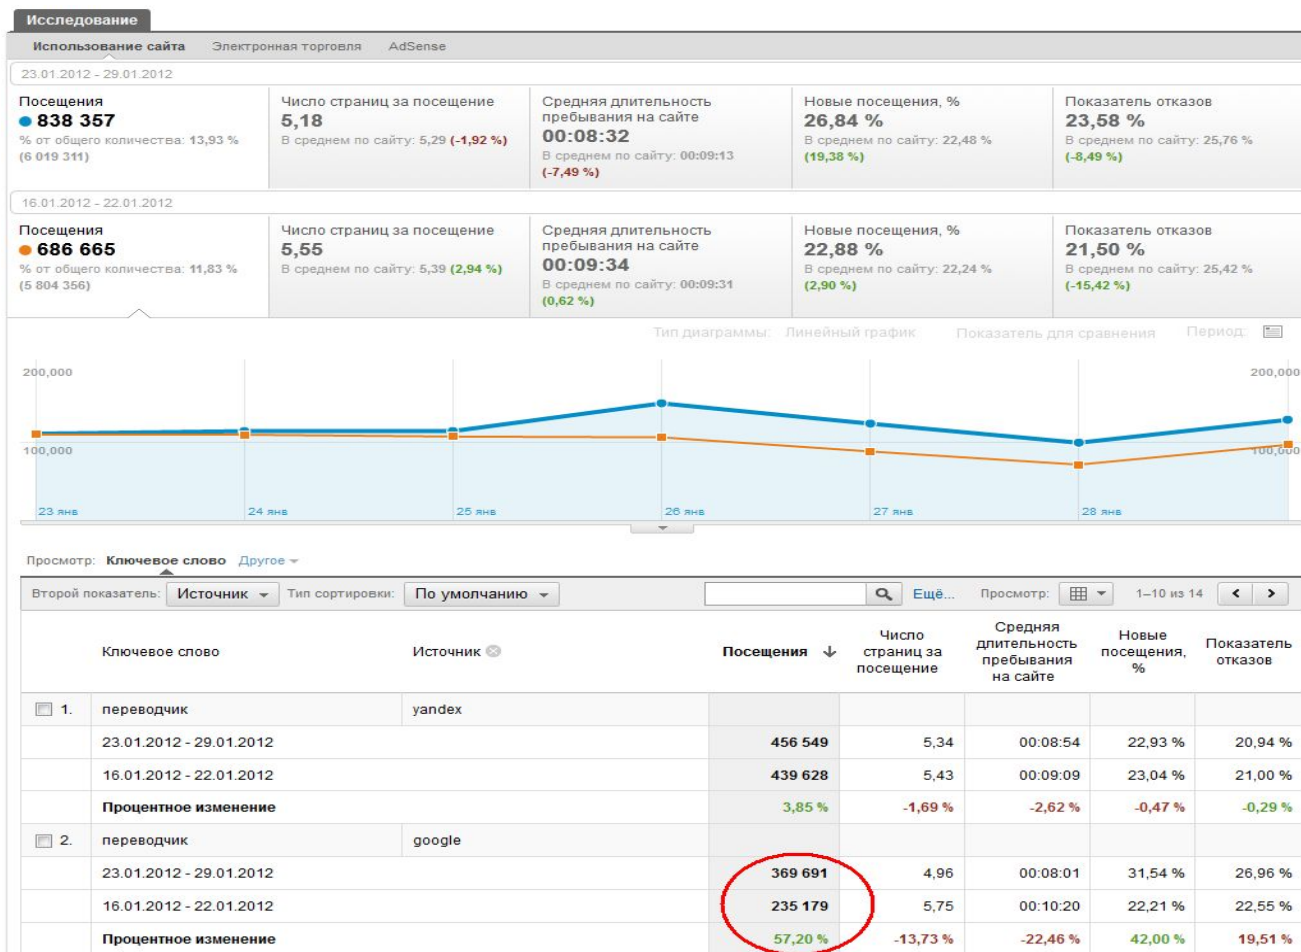 Исследование
Использование сайта Электронная торговля AdSense
23.01.2012 - 29.01.2012
Посещения
838 357
% от общего количества: 13,93 %
(6 019 311)
Число страниц за посещение
5,18
В среднем по сайту: 5,29 (-1,92 %)
Средняя длительность
пребывания на сайте
00:08:32
В среднем по сайту: 00:09:13
(-7,49 %)
Новые посещения, %
26,84 %
В среднем по сайту: 22,48 %
(19,38 %)
Показатель отказов
23,58 %
В среднем по сайту: 25,76 %
(-8,49 %)
16.01.2012 - 22.01.2012
Посещения
686 665
% от общего количества: 11,83 %
(5 804 356)
Число страниц за посещение
5,55
В среднем по сайту: 5,39 (2,94 %)
Средняя длительность
пребывания на сайте
00:09:34
В среднем по сайту: 00:09:31
(0,62 %)
Новые посещения, %
22,88 %
В среднем по сайту: 22,24 %
(2,90 %)
Показатель отказов
21,50 %
В среднем по сайту: 25,42 %
(-15,42 %)
Тип диаграммы: Линейный график Показатель для сравнения Период:
200,000 200,000
100,000 100,000
23 янв 24 янв 25 янв 26 янв 27 янв 28 янв
Просмотр: Ключевое слово Другое
Второй показатель: Источник Тип сортировки: По умолчанию Ещё... Просмотр: 1–10 из 14
Ключевое слово
Источник
Посещения
Число
страниц за
посещение
Средняя
длительность
пребывания
на сайте
Новые
посещения,
%
Показатель
отказов
1. переводчик yandex
23.01.2012 - 29.01.2012 456 549 5,34 00:08:54 22,93 % 20,94 %
16.01.2012 - 22.01.2012 439 628 5,43 00:09:09 23,04 % 21,00 %
Процентное изменение 3,85 % -1,69 % -2,62 % -0,47 % -0,29 %
2. переводчик google
23.01.2012 - 29.01.2012 369 691 4,96 00:08:01 31,54 % 26,96 %
16.01.2012 - 22.01.2012 235 179 5,75 00:10:20 22,21 % 22,55 %
Процентное изменение 57,20 % -13,73 % -22,46 % 42,00 % 19,51 %